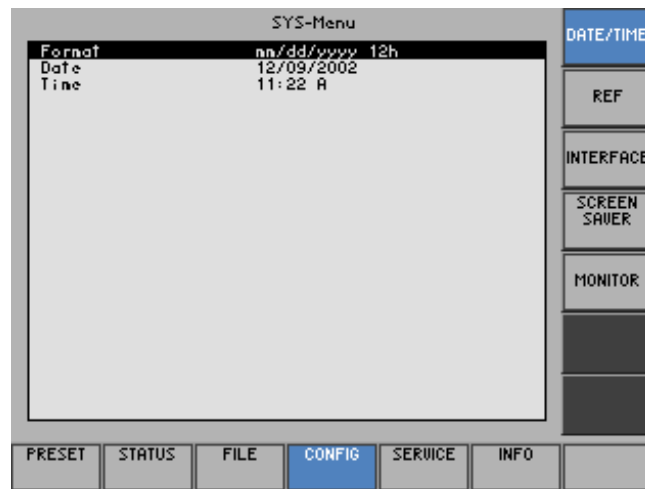 SYS-Menu
Format mm/dd/yyyy 12h
Date 12/09/2002
Time 11:22 A
DATE/TIME
REF
INTERFACE
SCREEN
SAVER
MONITOR
PRESET STATUS FILE CONFIG SERVICE INFO